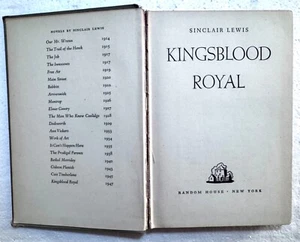 NOVELS BY SINCLAIR LEWIS
Our Mr. Wrenn 1914
The Trail of the Hawk 1915
The Job 1917
The Innocents 1917
Free Air 1919
Main Street 1920
Babbitt 1922
Arrowsmith 1925
Mantrap 1926
Elmer Gantry 1927
The Man Who Knew Coolidge 1928
Dodsworth 1929
Ann Vickers 1933
Work of Art 1934
It Can't Happen Here 1935
The Prodigal Parents 1938
Bethel Merriday 1940
Gideon Planish 1943
Cass Timberlane 1945
Kingsblood Royal 1947
SINCLAIR LEWIS
KINGSBLOOD
ROYAL
RANDOM HOUSE · NEW YORK